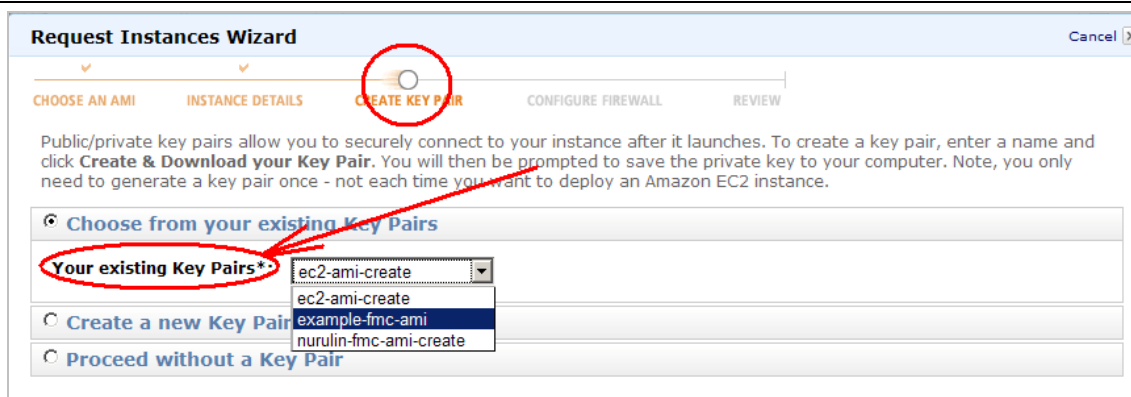 Request Instances Wizard
Cancel
CHOOSE AN AMI INSTANCE DETAILS CREATE KEY PAIR CONFIGURE FIREWALL REVIEW
Public/private key pairs allow you to securely connect to your instance after it launches. To create a key pair, enter a name and
click Create & Download your Key Pair. You will then be prompted to save the private key to your computer. Note, you only
need to generate a key pair once - not each time you want to deploy an Amazon EC2 instance.
Choose from your existing Key Pairs
Your existing Key Pairs*: ec2-ami-create
ec2-ami-create
example-fmc-ami
nurulin-fmc-ami-create
Create a new Key Pair
Proceed without a Key Pair